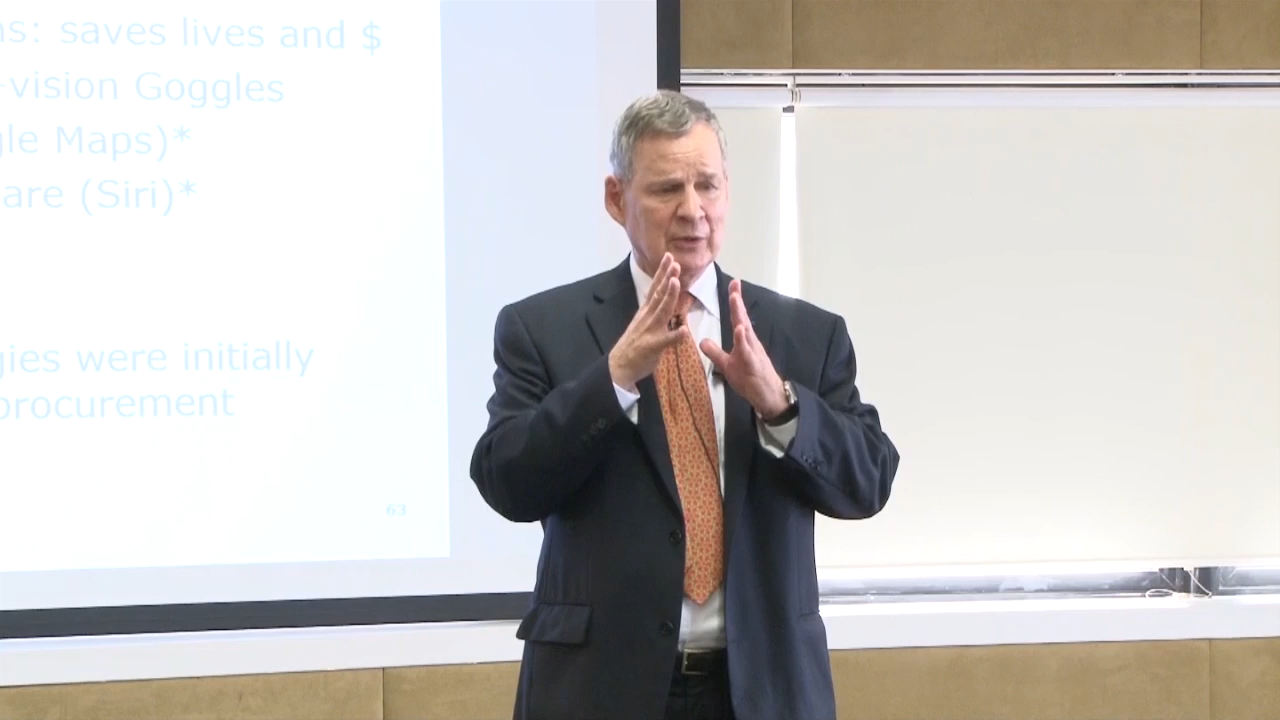 ns: saves lives and $
-vision Goggles
gle Maps)*
are (Siri)*
gies were initially
procurement
63